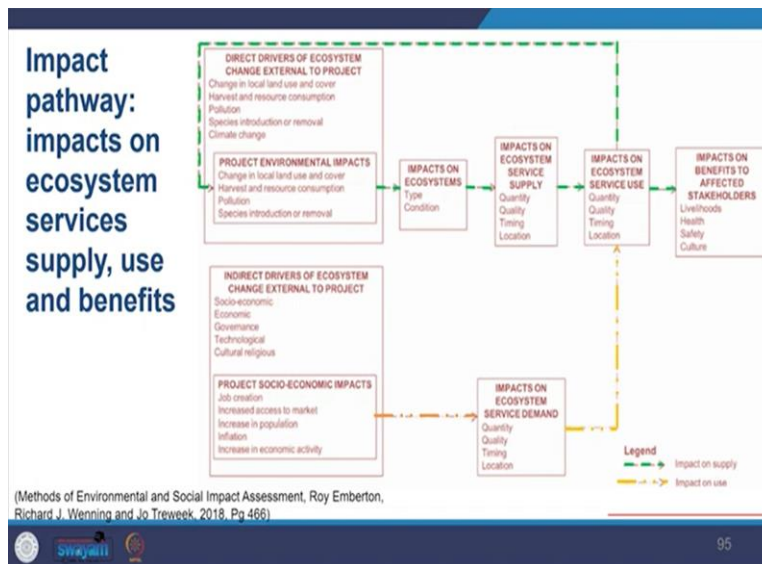 Impact
pathway:
impacts on
ecosystem
services
supply, use
and benefits
DIRECT DRIVERS OF ECOSYSTEM
CHANGE EXTERNAL TO PROJECT
Change in local land use and cover
Harvest and resource consumption
Pollution
Species introduction or removal
Climate change
PROJECT ENVIRONMENTAL IMPACTS
Change in local land use and cover
Harvest and resource consumption
Pollution
Species introduction or removal
IMPACTS ON
ECOSYSTEMS
Type
Condition
IMPACTS ON
ECOSYSTEM
SERVICE
SUPPLY
Quantity
Quality
Timing
Location
IMPACTS ON
ECOSYSTEM
SERVICE USE
Quantity
Quality
Timing
Location
IMPACTS ON
BENEFITS TO
AFFECTED
STAKEHOLDERS
Livelihoods
Health
Safety
Culture
INDIRECT DRIVERS OF ECOSYSTEM
CHANGE EXTERNAL TO PROJECT
Socio-economic
Economic
Governance
Technological
Cultural religious
PROJECT SOCIO-ECONOMIC IMPACTS
Job creation
Increased access to market
Increase in population
Inflation
Increase in economic activity
IMPACTS ON
ECOSYSTEM
SERVICE DEMAND
Quantity
Quality
Timing
Location
Legend
Impact on supply
Impact on use
(Methods of Environmental and Social Impact Assessment, Roy Emberton,
Richard J. Wenning and Jo Treweek, 2018, Pg 466)
swayam
95